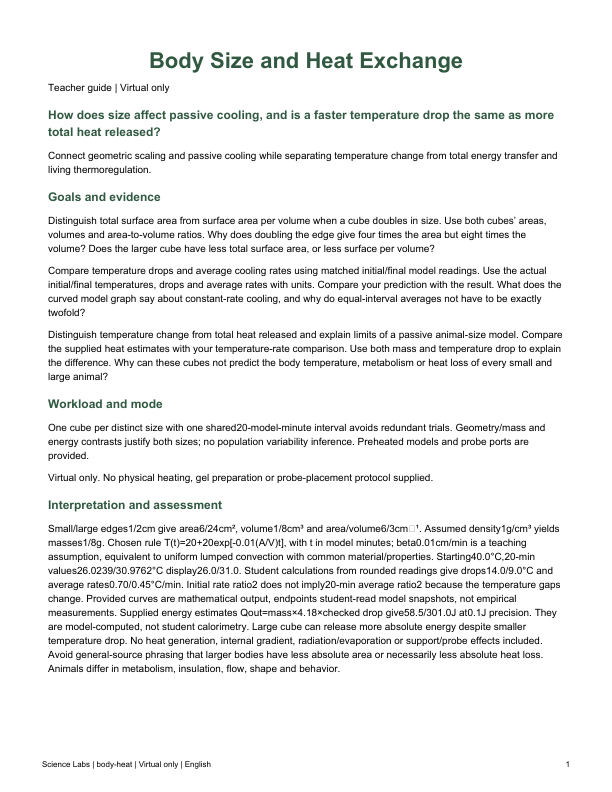 Body Size and Heat Exchange
Teacher guide | Virtual only
How does size affect passive cooling, and is a faster temperature drop the same as more
total heat released?
Connect geometric scaling and passive cooling while separating temperature change from total energy transfer and
living thermoregulation.
Goals and evidence
Distinguish total surface area from surface area per volume when a cube doubles in size. Use both cubes’ areas,
volumes and area-to-volume ratios. Why does doubling the edge give four times the area but eight times the
volume? Does the larger cube have less total surface area, or less surface per volume?
Compare temperature drops and average cooling rates using matched initial/final model readings. Use the actual
initial/final temperatures, drops and average rates with units. Compare your prediction with the result. What does the
curved model graph say about constant-rate cooling, and why do equal-interval averages not have to be exactly
twofold?
Distinguish temperature change from total heat released and explain limits of a passive animal-size model. Compare
the supplied heat estimates with your temperature-rate comparison. Use both mass and temperature drop to explain
the difference. Why can these cubes not predict the body temperature, metabolism or heat loss of every small and
large animal?
Workload and mode
One cube per distinct size with one shared20-model-minute interval avoids redundant trials. Geometry/mass and
energy contrasts justify both sizes; no population variability inference. Preheated models and probe ports are
provided.
Virtual only. No physical heating, gel preparation or probe-placement protocol supplied.
Interpretation and assessment
Small/large edges1/2cm give area6/24cm², volume1/8cm³ and area/volume6/3cm□¹. Assumed density1g/cm³ yields
masses1/8g. Chosen rule T(t)=20+20exp[-0.01(A/V)t], with t in model minutes; beta0.01cm/min is a teaching
assumption, equivalent to uniform lumped convection with common material/properties. Starting40.0°C,20-min
values26.0239/30.9762°C display26.0/31.0. Student calculations from rounded readings give drops14.0/9.0°C and
average rates0.70/0.45°C/min. Initial rate ratio2 does not imply20-min average ratio2 because the temperature gaps
change. Provided curves are mathematical output, endpoints student-read model snapshots, not empirical
measurements. Supplied energy estimates Qout=mass×4.18×checked drop give58.5/301.0J at0.1J precision. They
are model-computed, not student calorimetry. Large cube can release more absolute energy despite smaller
temperature drop. No heat generation, internal gradient, radiation/evaporation or support/probe effects included.
Avoid general-source phrasing that larger bodies have less absolute area or necessarily less absolute heat loss.
Animals differ in metabolism, insulation, flow, shape and behavior.
Science Labs | body-heat | Virtual only | English
1